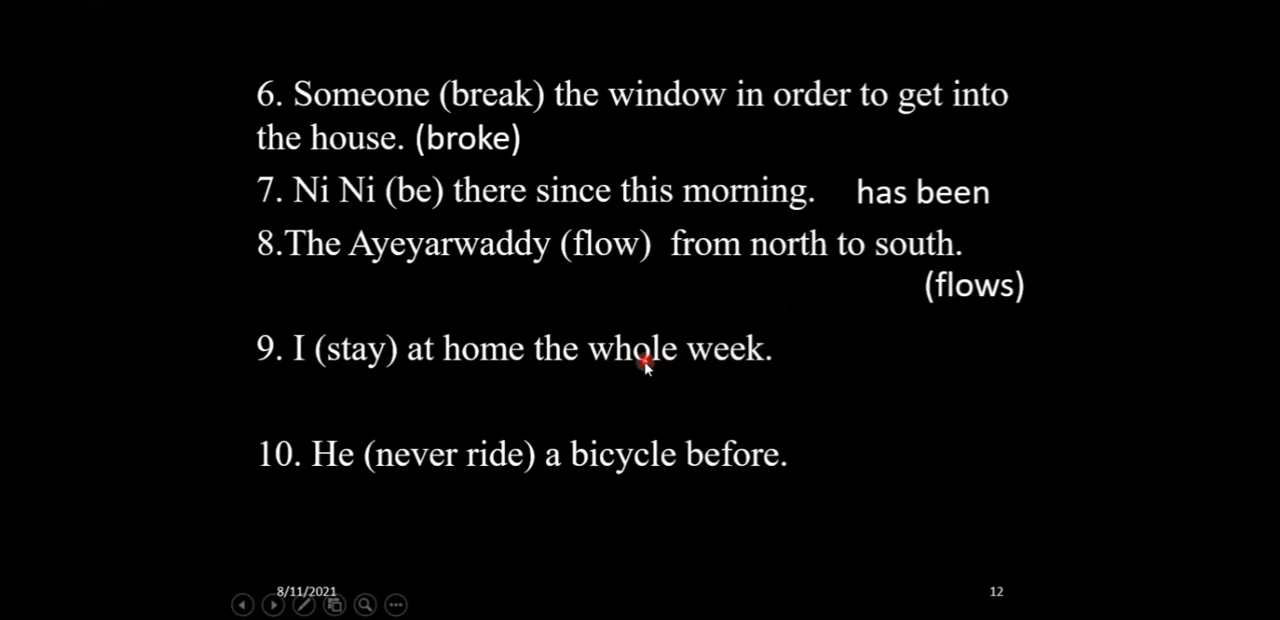 6. Someone (break) the window in order to get into
the house. (broke)
7. Ni Ni (be) there since this morning. has been
8.The Ayeyarwaddy (flow) from north to south.
(flows)
9. I (stay) at home the whole week.
10. He (never ride) a bicycle before.
8/11/2021 12